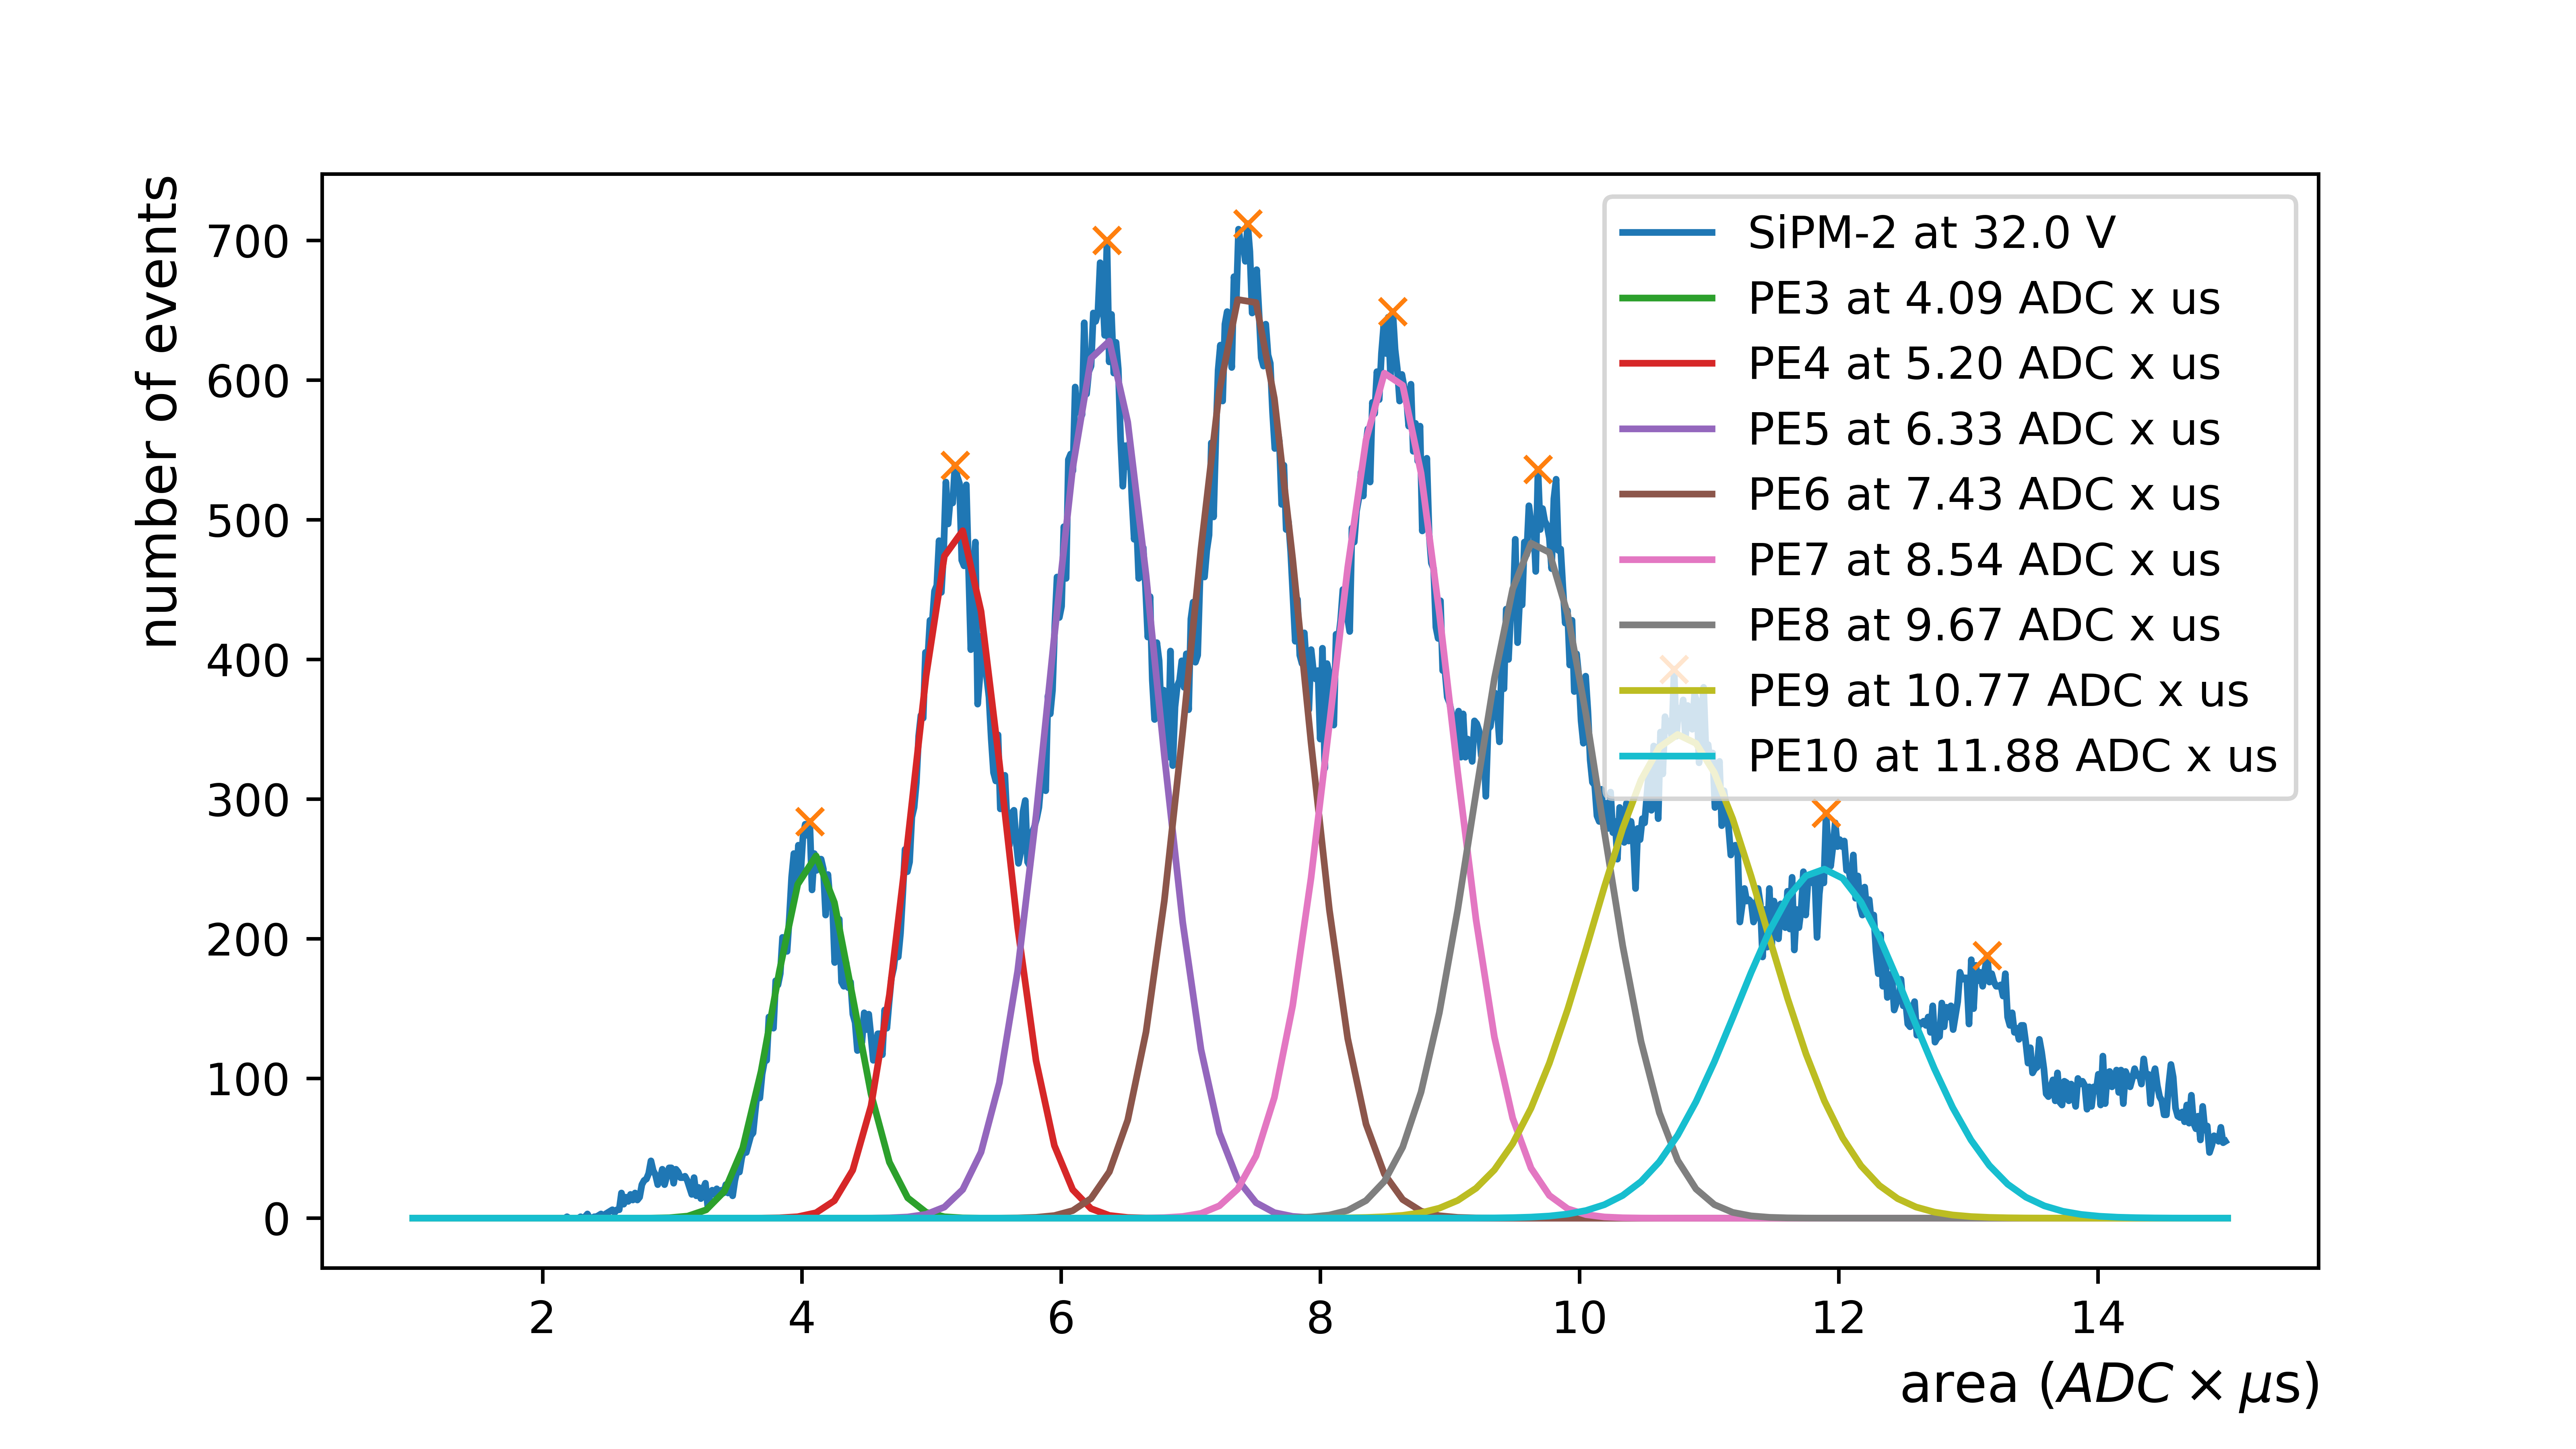 number of events
700
600
500
400
300
200
100
0
SiPM-2 at 32.0 V
PE3 at 4.09 ADC x us
PE4 at 5.20 ADC x us
PE5 at 6.33 ADC x us
PE6 at 7.43 ADC x us
PE7 at 8.54 ADC x us
PE8 at 9.67 ADC x us
PE9 at 10.77 ADC x us
PE10 at 11.88 ADC x us
2 4 6 8 10 12 14
area (ADC × μs)